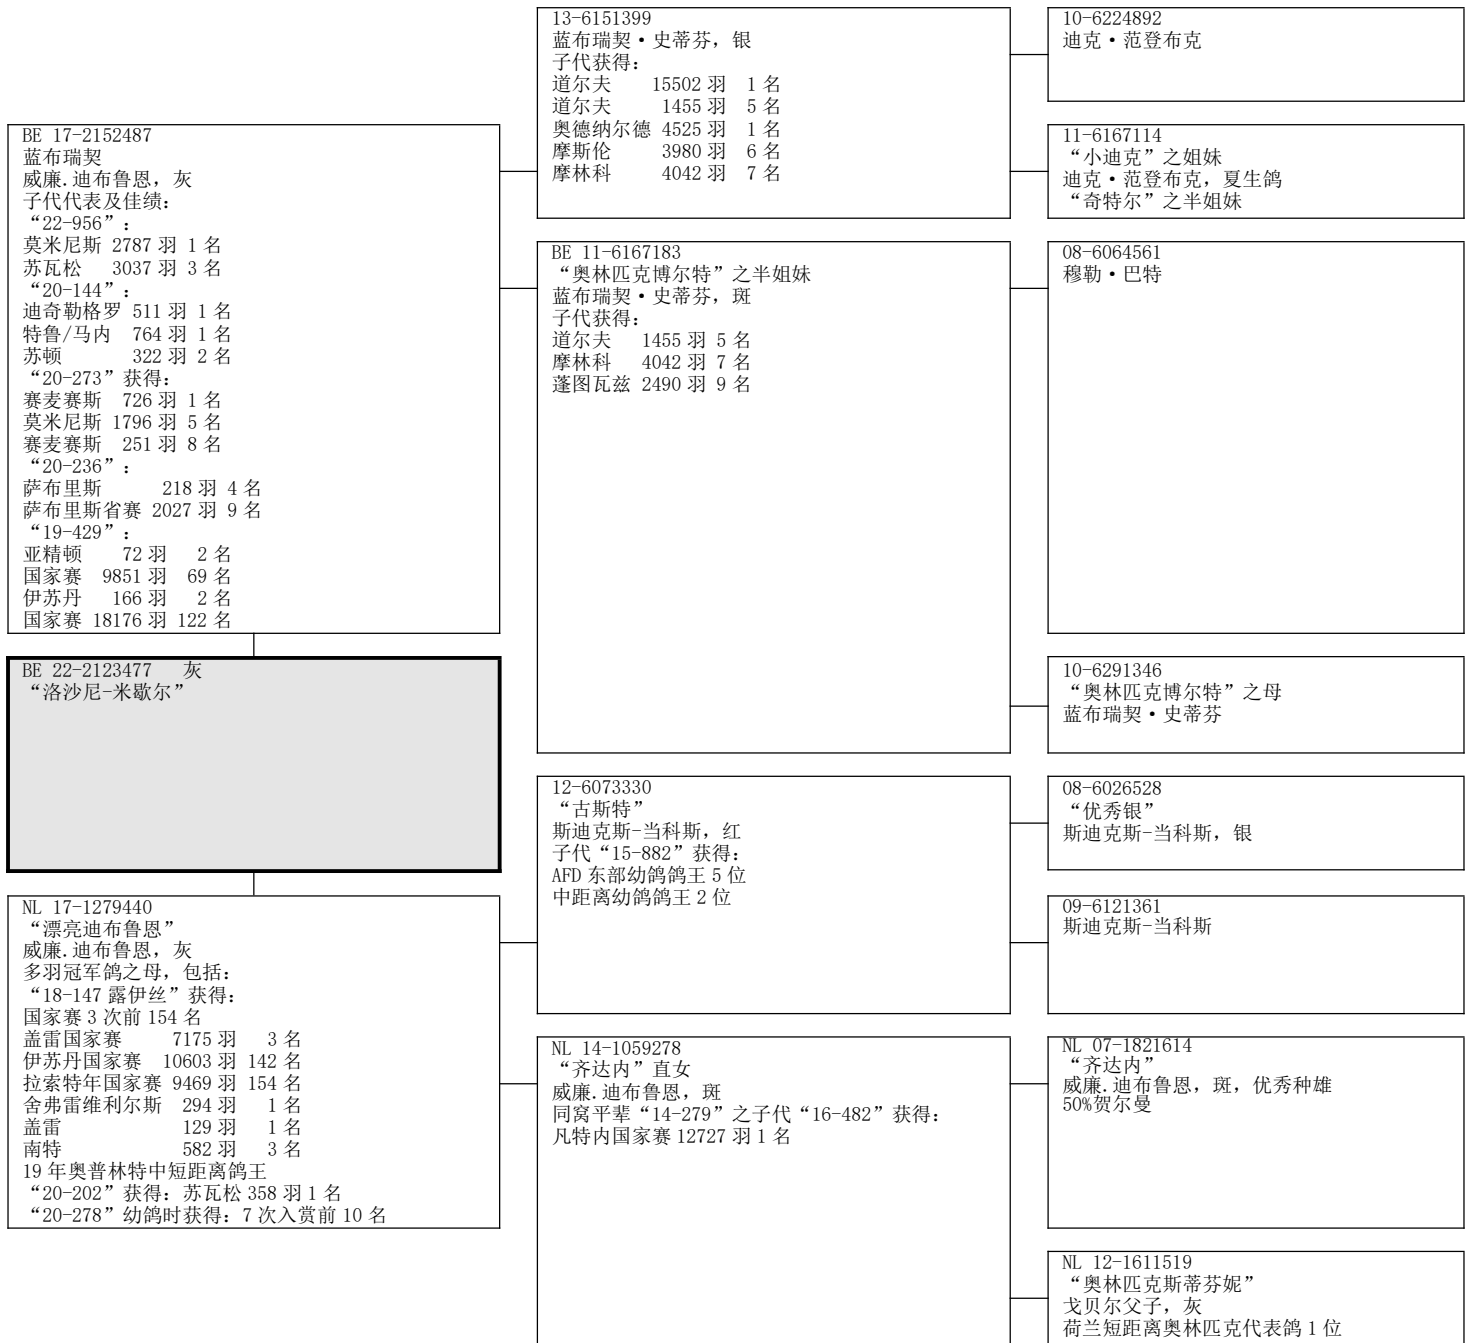 13-6151399
蓝布瑞契·史蒂芬，银
子代获得：
道尔夫 15502 羽 1 名
道尔夫 1455 羽 5 名
奥德纳尔德 4525 羽 1 名
摩斯伦 3980 羽 6 名
摩林科 4042 羽 7 名
10-6224892
迪克·范登布克
11-6167114
“小迪克”之姐妹
迪克·范登布克，夏生鸽
“奇特尔”之半姐妹
BE 17-2152487
蓝布瑞契
威廉.迪布鲁恩，灰
子代代表及佳绩：
“22-956”：
莫米尼斯 2787 羽 1 名
苏瓦松 3037 羽 3 名
“20-144”：
迪奇勒格罗 511 羽 1 名
特鲁/马内 764 羽 1 名
苏顿 322 羽 2 名
“20-273”获得：
赛麦赛斯 726 羽 1 名
莫米尼斯 1796 羽 5 名
赛麦赛斯 251 羽 8 名
“20-236”：
萨布里斯 218 羽 4 名
萨布里斯省赛 2027 羽 9 名
“19-429”：
亚精顿 72 羽 2 名
国家赛 9851 羽 69 名
伊苏丹 166 羽 2 名
国家赛 18176 羽 122 名
BE 11-6167183
“奥林匹克博尔特”之半姐妹
蓝布瑞契·史蒂芬，斑
子代获得：
道尔夫 1455 羽 5 名
摩林科 4042 羽 7 名
蓬图瓦兹 2490 羽 9 名
08-6064561
穆勒·巴特
10-6291346
“奥林匹克博尔特”之母
蓝布瑞契·史蒂芬
BE 22-2123477 灰
“洛沙尼-米歇尔”
12-6073330
“古斯特”
斯迪克斯-当科斯，红
子代“15-882”获得：
AFD 东部幼鸽鸽王 5 位
中距离幼鸽鸽王 2 位
08-6026528
“优秀银”
斯迪克斯-当科斯，银
09-6121361
斯迪克斯-当科斯
NL 17-1279440
“漂亮迪布鲁恩”
威廉.迪布鲁恩，灰
多羽冠军鸽之母，包括：
“18-147 露伊丝”获得：
国家赛 3 次前 154 名
盖雷国家赛 7175 羽 3 名
伊苏丹国家赛 10603 羽 142 名
拉索特年国家赛 9469 羽 154 名
舍弗雷维利尔斯 294 羽 1 名
盖雷 129 羽 1 名
南特 582 羽 3 名
19 年奥普林特中短距离鸽王
“20-202”获得：苏瓦松 358 羽 1 名
“20-278”幼鸽时获得：7 次入赏前 10 名
NL 14-1059278
“齐达内”直女
威廉.迪布鲁恩，斑
同窝平辈“14-279”之子代“16-482”获得：
凡特内国家赛 12727 羽 1 名
NL 07-1821614
“齐达内”
威廉.迪布鲁恩，斑，优秀种雄
50%贺尔曼
NL 12-1611519
“奥林匹克斯蒂芬妮”
戈贝尔父子，灰
荷兰短距离奥林匹克代表鸽 1 位